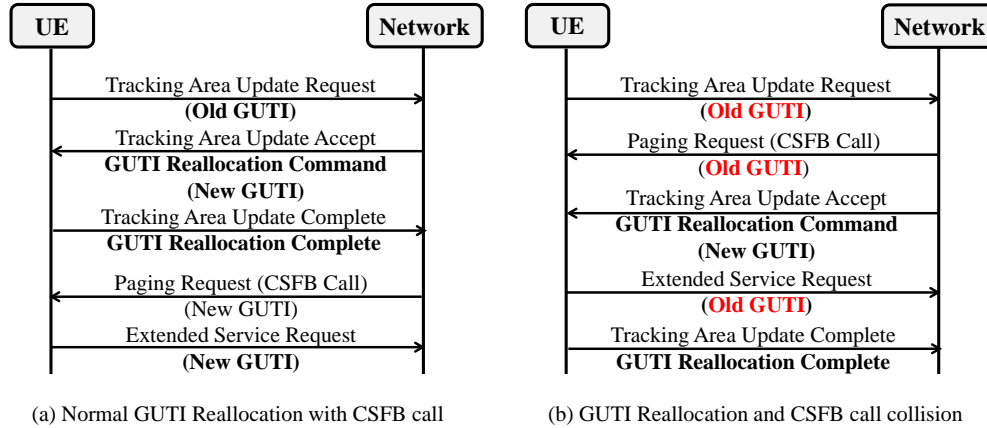 UE
Network
Tracking Area Update Request
(Old GUTI)
Tracking Area Update Accept
GUTI Reallocation Command
(New GUTI)
Tracking Area Update Complete
GUTI Reallocation Complete
Paging Request (CSFB Call)
(New GUTI)
Extended Service Request
(New GUTI)
(a) Normal GUTI Reallocation with CSFB call
UE
Network
Tracking Area Update Request
(Old GUTI)
Paging Request (CSFB Call)
(Old GUTI)
Tracking Area Update Accept
GUTI Reallocation Command
(New GUTI)
Extended Service Request
(Old GUTI)
Tracking Area Update Complete
GUTI Reallocation Complete
(b) GUTI Reallocation and CSFB call collision